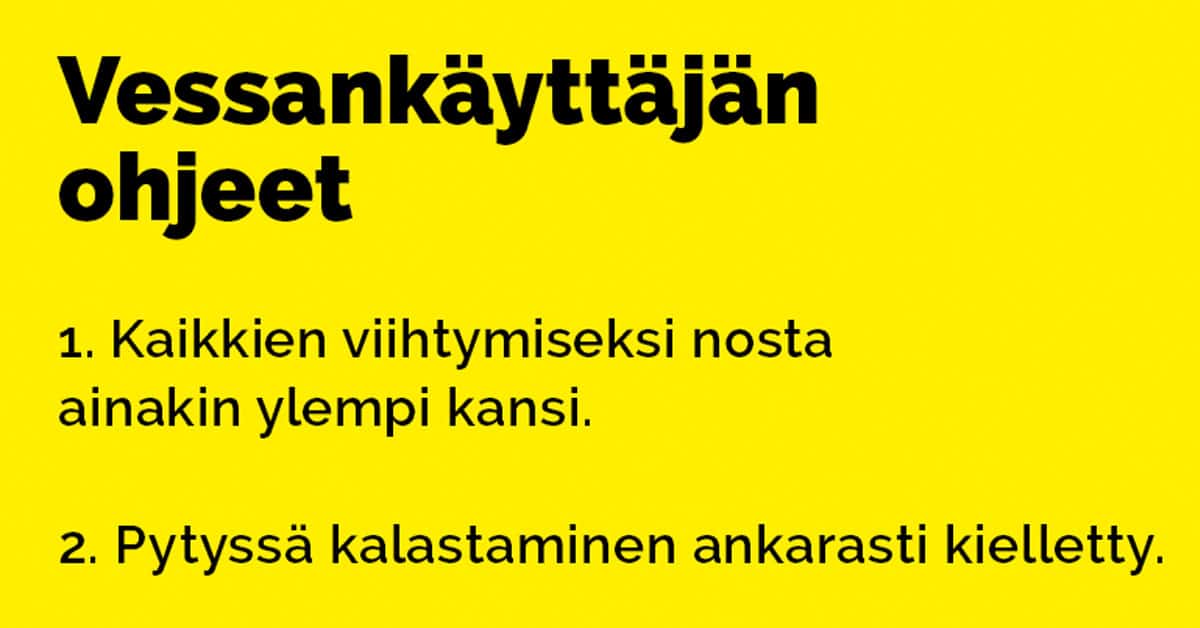 Vessankäyttäjän
ohjeet
1. Kaikkien viihtymiseksi nosta
ainakin ylempi kansi.
2. Pytyssä kalastaminen ankarasti kielletty.